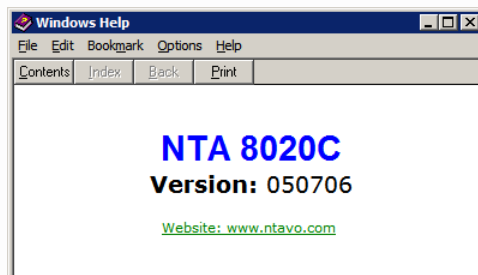 Windows Help
File Edit Bookmark Options Help
Contents Index Back Print
NTA 8020C
Version: 050706
Website: www.ntavo.com